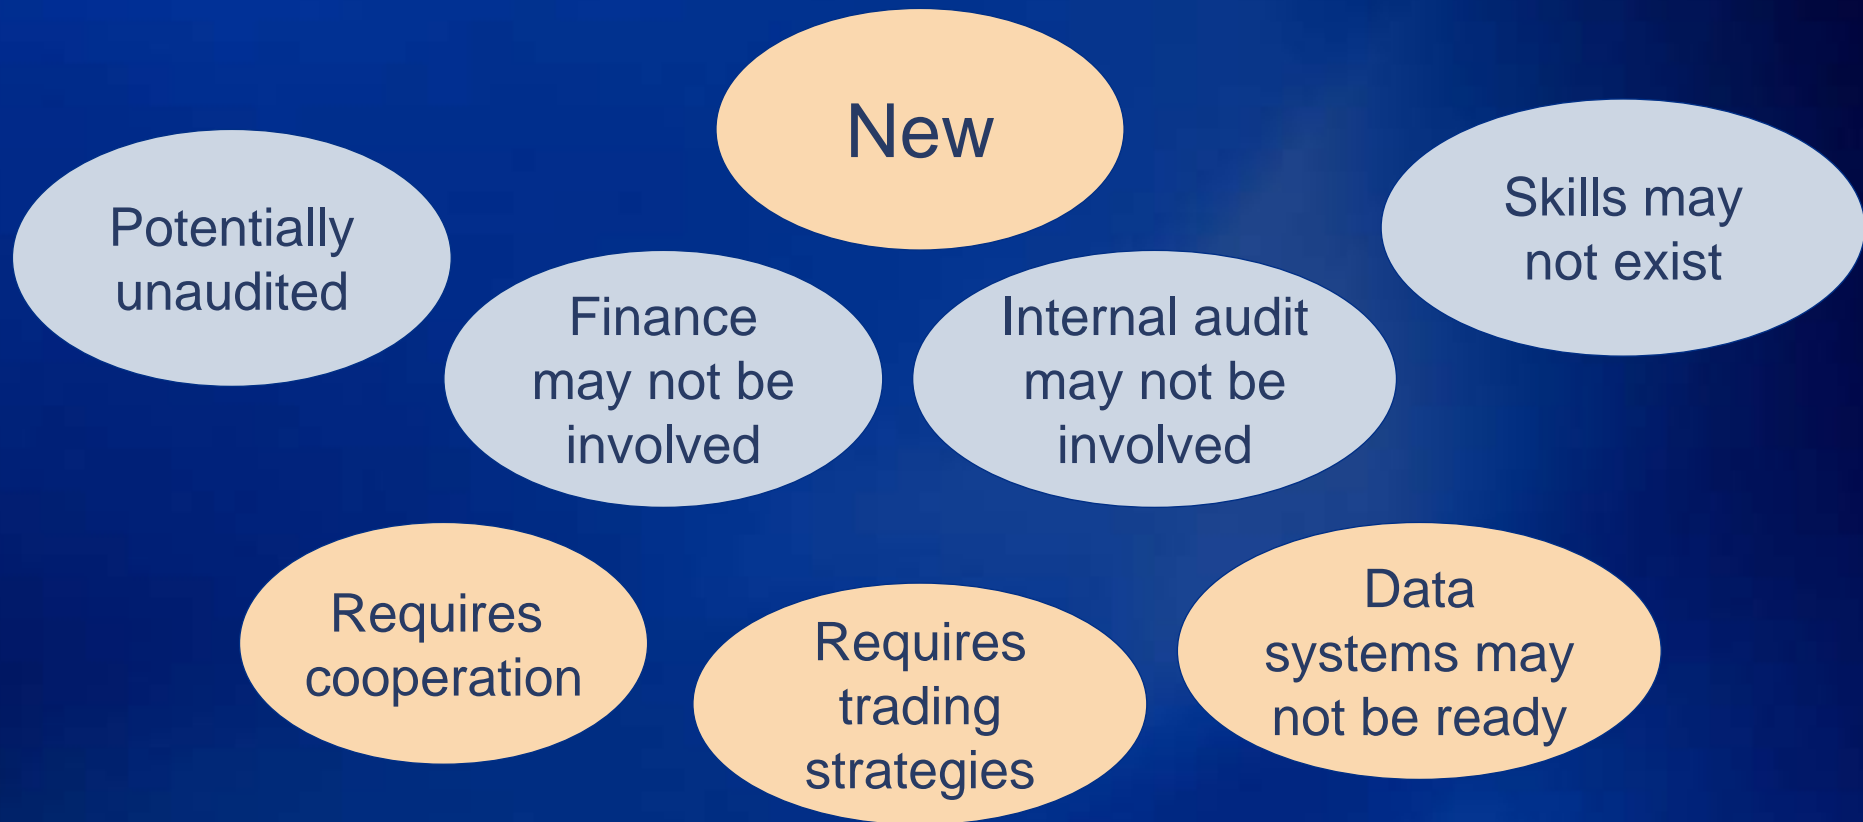 New
Potentially
unaudited
Skills may
not exist
Finance
may not be
involved
Internal audit
may not be
involved
Requires
cooperation
Requires
trading
strategies
Data
systems may
not be ready